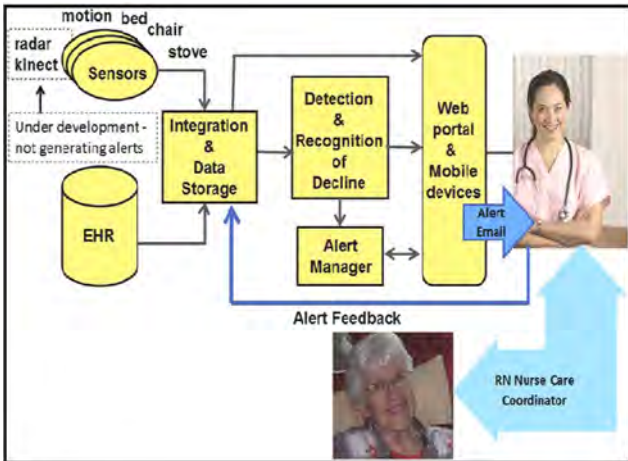 motion
bed
chair
stove
radar
kinect
Sensors
Under development -
not generating alerts
EHR
Integration
&
Data
Storage
Detection
&
Recognition
of
Decline
Alert
Manager
Web
portal
&
Mobile
devices
Alert
Email
Alert Feedback
RN Nurse Care
Coordinator